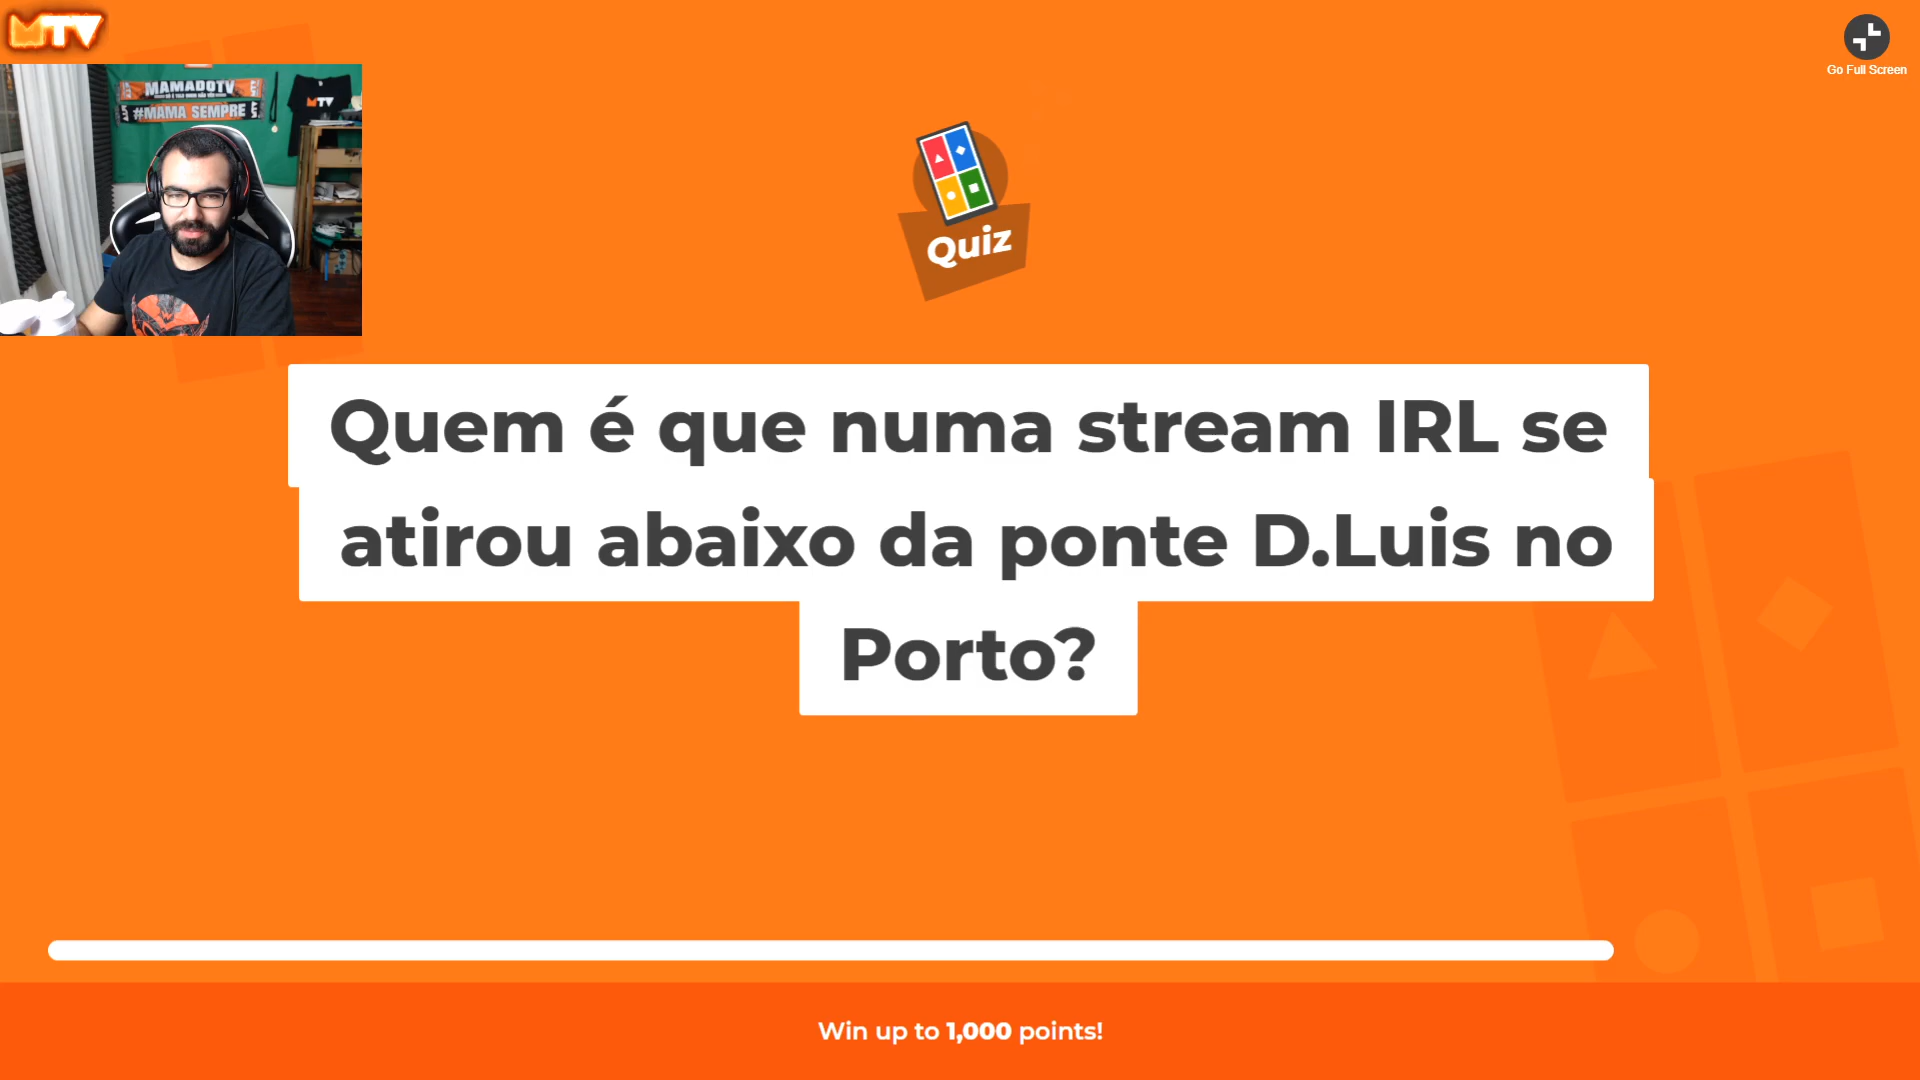 MTV
Go Full Screen
MAMADOTV
#MAMA SEMPRE
MTV
Quiz
Quem é que numa stream IRL se
atirou abaixo da ponte D.Luis no
Porto?
Win up to 1,000 points!